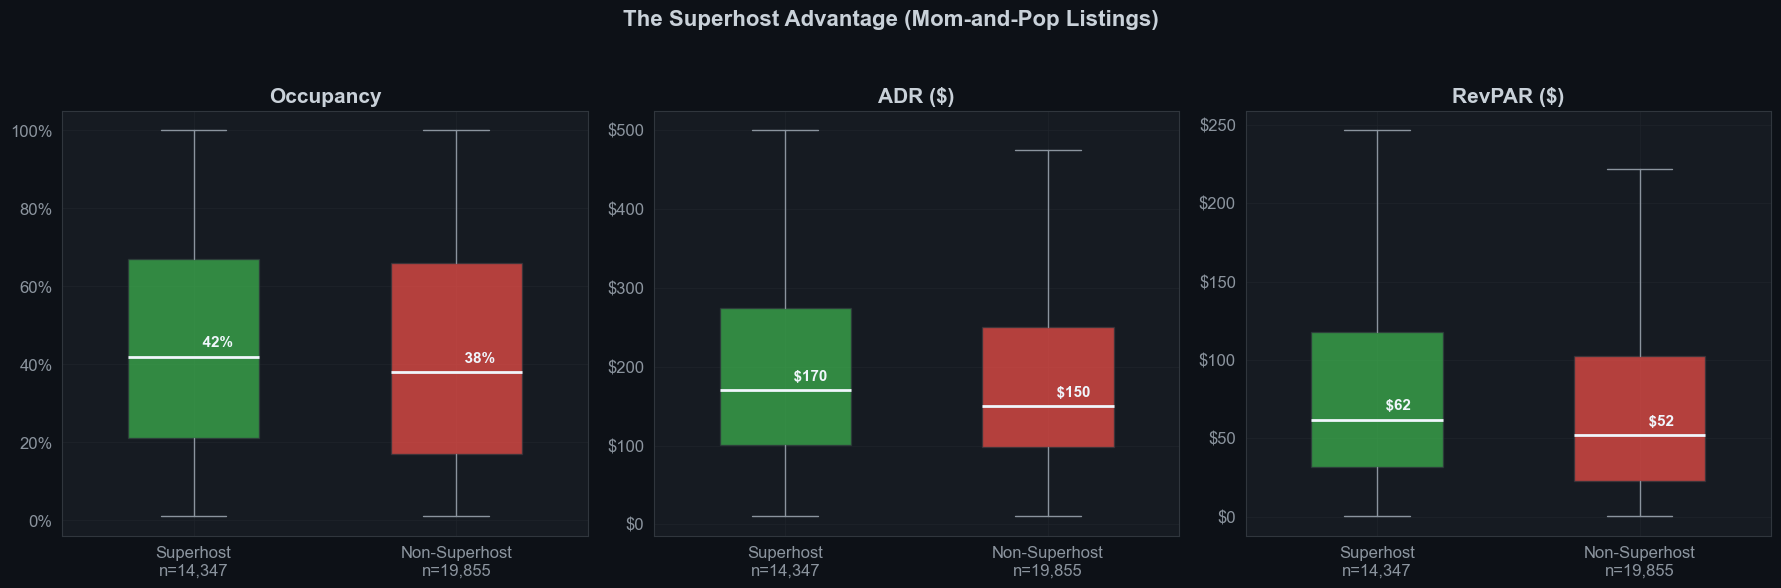 The Superhost Advantage (Mom-and-Pop Listings)
Occupancy
100%
80%
60%
40%
20%
0%
42%
38%
Superhost
n=14,347
Non-Superhost
n=19,855
ADR ($)
$500
$400
$300
$200
$100
$0
$170
$150
Superhost
n=14,347
Non-Superhost
n=19,855
RevPAR ($)
$250
$200
$150
$100
$50
$0
$62
$52
Superhost
n=14,347
Non-Superhost
n=19,855